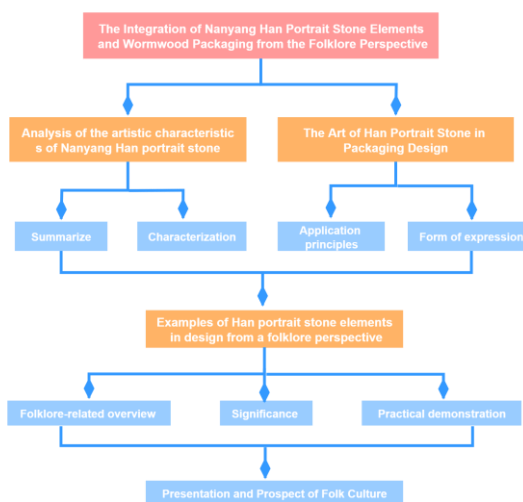 The Integration of Nanyang Han Portrait Stone Elements
and Wormwood Packaging from the Folklore Perspective
Analysis of the artistic characteristic
s of Nanyang Han portrait stone
The Art of Han Portrait Stone in
Packaging Design
Summarize
Characterization
Application
principles
Form of expression
Examples of Han portrait stone elements
in design from a folklore perspective
Folklore-related overview
Significance
Practical demonstration
Presentation and Prospect of Folk Culture